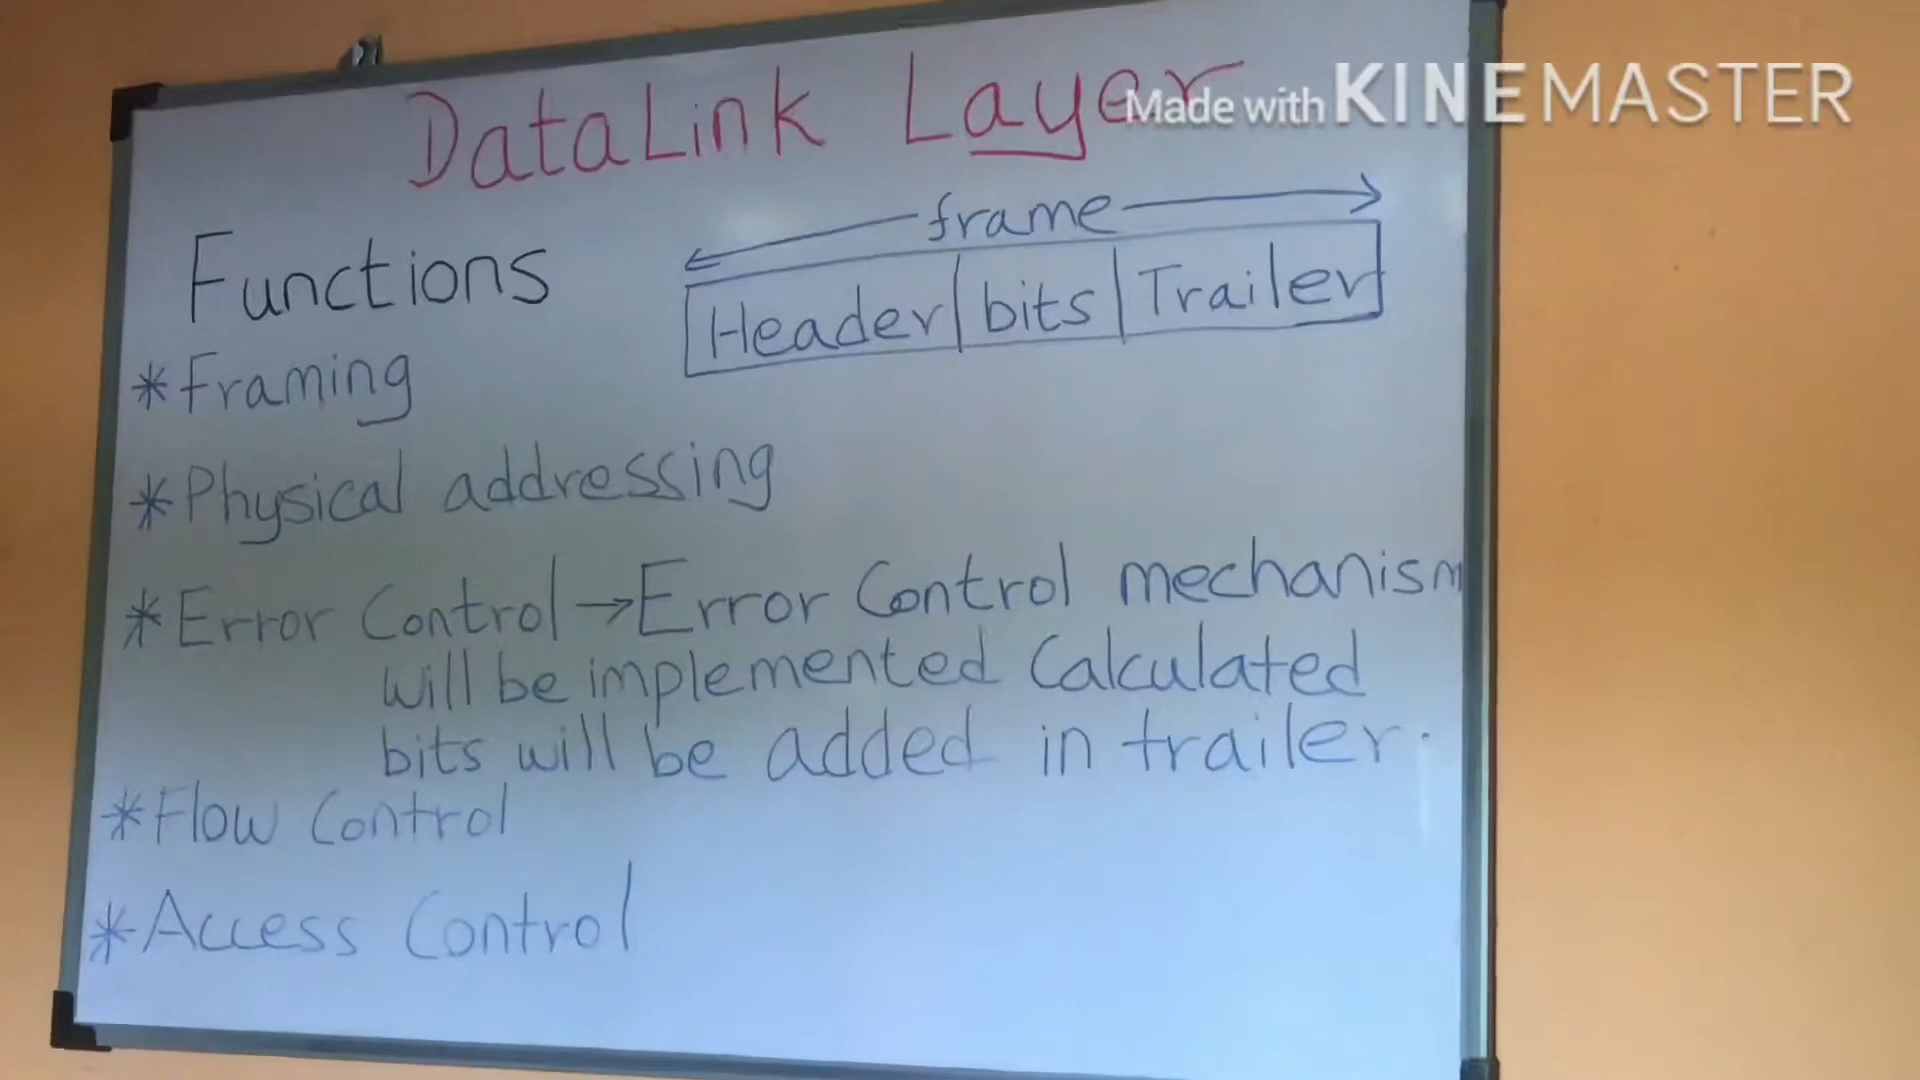 DataLink Layer
Made with KINEMASTER
frame
Functions
Header bits Trailer
* Framing
* Physical addressing
* Error Control → Error Control mechanism
will be implemented Calculated
bits will be added in trailer.
* Flow Control
* Access Control